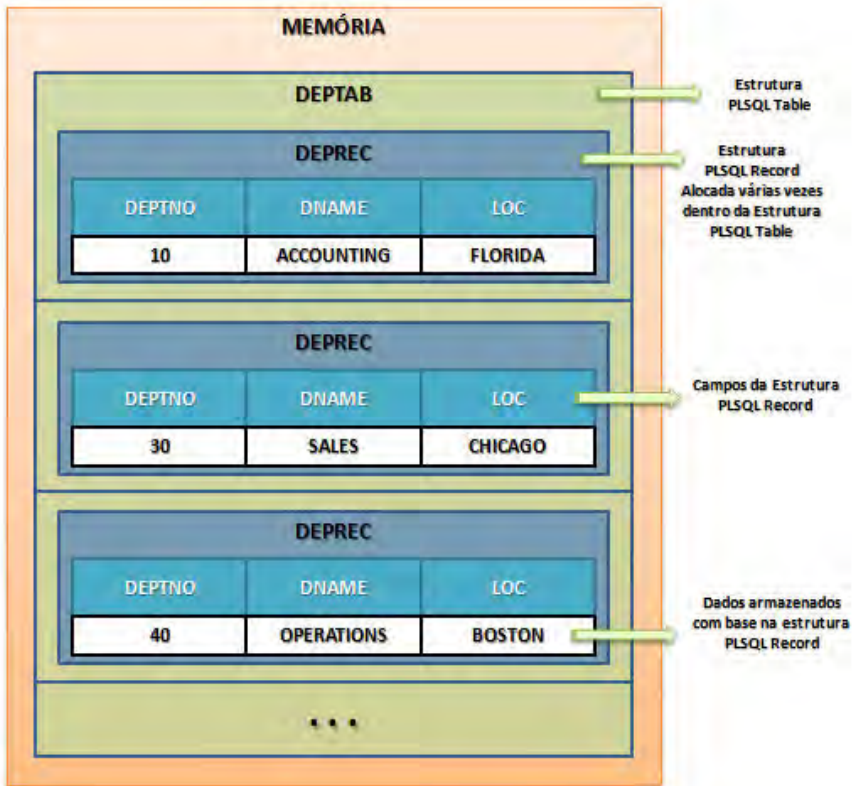 MEMÓRIA
DEPTAB
Estrutura
PLSQL Table
DEPREC
Estrutura
PLSQL Record
Alocada várias vezes
dentro da Estrutura
PLSQL Table
DEPTNO DNAME LOC
10 ACCOUNTING FLORIDA
DEPREC
DEPTNO DNAME LOC
Campos da Estrutura
PLSQL Record
30 SALES CHICAGO
DEPREC
DEPTNO DNAME LOC
40 OPERATIONS BOSTON
Dados armazenados
com base na estrutura
PLSQL Record
...